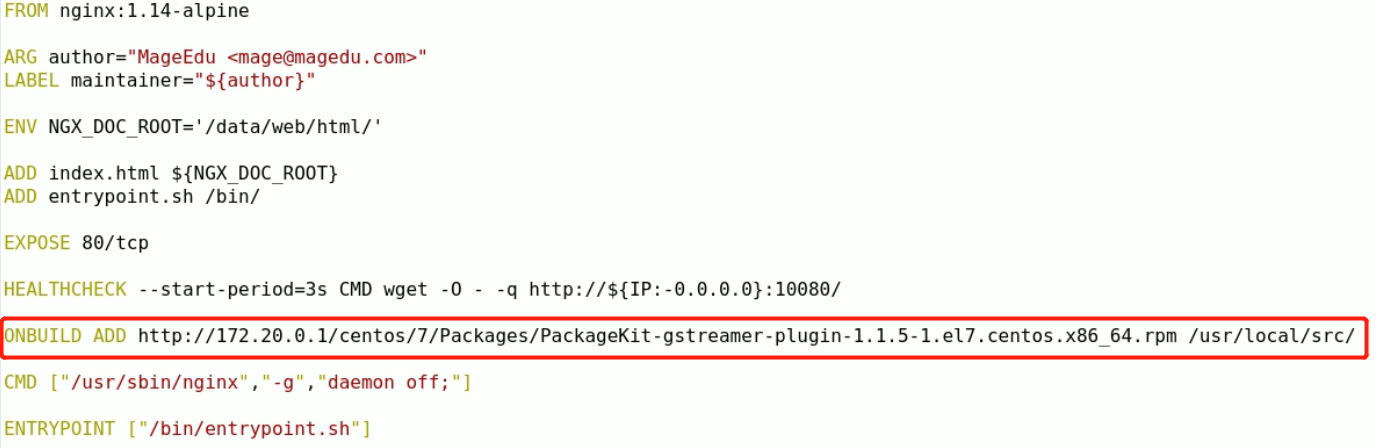 FROM nginx:1.14-alpine
ARG author="MageEdu <mage@magedu.com>"
LABEL maintainer="${author}"
ENV NGX_DOC_ROOT='/data/web/html/'
ADD index.html ${NGX_DOC_ROOT}
ADD entrypoint.sh /bin/
EXPOSE 80/tcp
HEALTHCHECK --start-period=3s CMD wget -O - -q http://${IP:-0.0.0.0}:10080/
ONBUILD ADD http://172.20.0.1/centos/7/Packages/PackageKit-gstreamer-plugin-1.1.5-1.el7.centos.x86_64.rpm /usr/local/src/
CMD ["/usr/sbin/nginx","-g","daemon off;"]
ENTRYPOINT ["/bin/entrypoint.sh"]